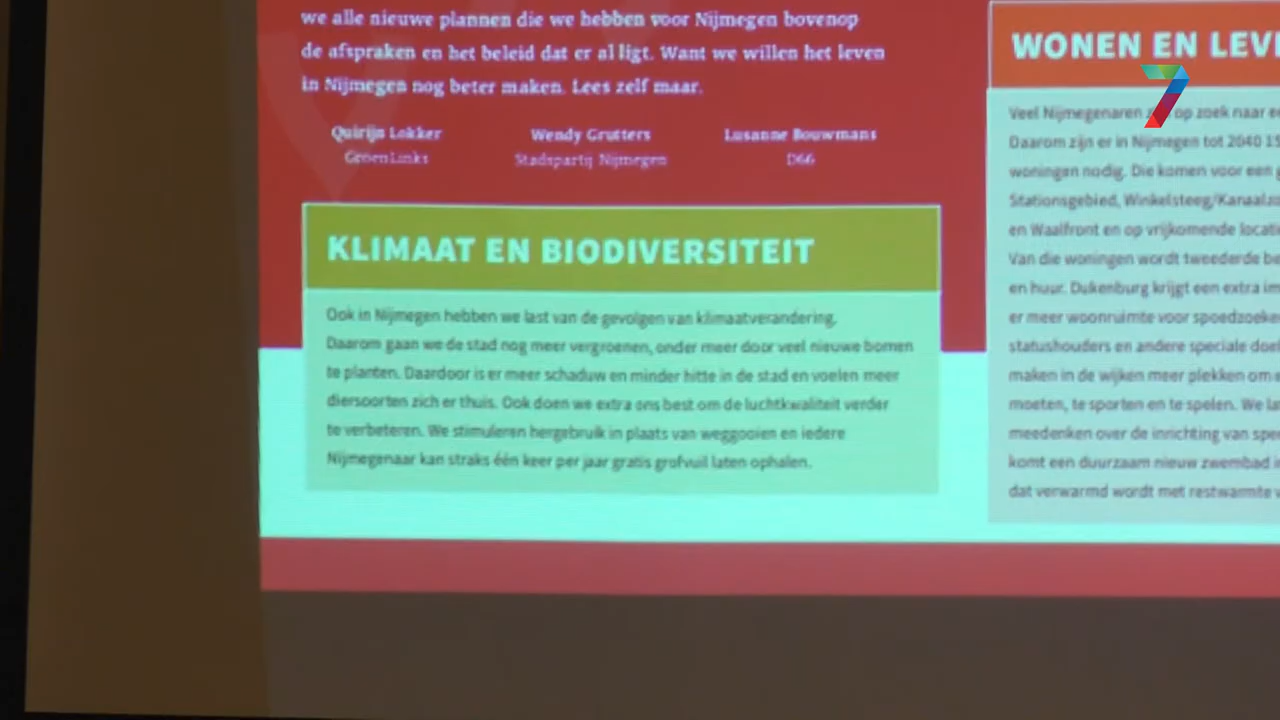 we alle nieuwe plannen die we hebben voor Nijmegen bovenop
de afspraken en het beleid dat er al ligt. Want we willen het leven
in Nijmegen nog beter maken. Lees zelf maar.
Quirijn Lokker
GroenLinks
Wendy Grutters
Stadspartij Nijmegen
Lusanne Bouwmans
D66
KLIMAAT EN BIODIVERSITEIT
Ook in Nijmegen hebben we last van de gevolgen van klimaatverandering.
Daarom gaan we de stad nog meer vergroenen, onder meer door veel nieuwe bomen
te planten. Daardoor is er meer schaduw en minder hitte in de stad en voelen meer
diersoorten zich er thuis. Ook doen we extra ons best om de luchtkwaliteit verder
te verbeteren. We stimuleren hergebruik in plaats van weggooien en iedere
Nijmegenaar kan straks één keer per jaar gratis grofvuil laten ophalen.
WONEN EN LEV
7
Veel Nijmegenaren op zoek naar
Daarom zijn er in Nijmegen tot 2040 15
woningen nodig. Die komen voor een
Stationsgebied, Winkelsteeg/Kanaalzo
en Waalfront en op vrijkomende locati
Van die woningen wordt tweederde be
en huur. Dukenburg krijgt een extra im
er meer woonruimte voor spoedzoeke
statushouders en andere speciale doel
maken in de wijken meer plekken om
moeten, te sporten en te spelen. We la
meedenken over de inrichting van spe
komt een duurzaam nieuw zwembad
dat verwarmd wordt met restwarmte